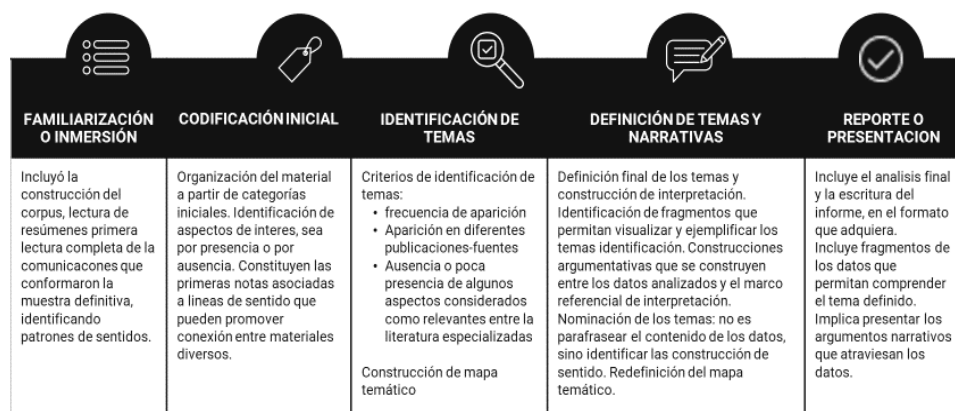 FAMILIARIZACIÓN
O INMERSIÓN
Incluyó la
construcción del
corpus, lectura de
resúmenes primera
lectura completa de la
comunicacones que
conformaron la
muestra definitiva,
identificando
patrones de sentidos.
CODIFICACIÓN INICIAL
Organización del material
a partir de categorías
iniciales. Identificación de
aspectos de interes, sea
por presencia o por
ausencia. Constituyen las
primeras notas asociadas
a lineas de sentido que
pueden promover
conexión entre materiales
diversos.
IDENTIFICACIÓN DE
TEMAS
Criterios de identificación de
temas:
• frecuencia de aparición
• Aparición en diferentes
publicaciones-fuentes
• Ausencia o poca
presencia de algunos
aspectos considerados
como relevantes entre la
literatura especializadas
Construcción de mapa
temático
DEFINICIÓN DE TEMAS Y
NARRATIVAS
Definición final de los temas y
construcción de interpretación.
Identificación de fragmentos que
permitan visualizar y ejemplificar los
temas identificación. Construcciones
argumentativas que se construyen
entre los datos analizados y el marco
referencial de interpretación.
Nominación de los temas: no es
parafrasear el contenido de los datos,
sino identificar las construcción de
sentido. Redefinición del mapa
temático.
REPORTE O
PRESENTACION
Incluye el analisis final
y la escritura del
informe, en el formato
que adquiera.
Incluye fragmentos de
los datos que
permitan comprender
el tema definido.
Implica presentar los
argumentos narrativos
que atraviesan los
datos.